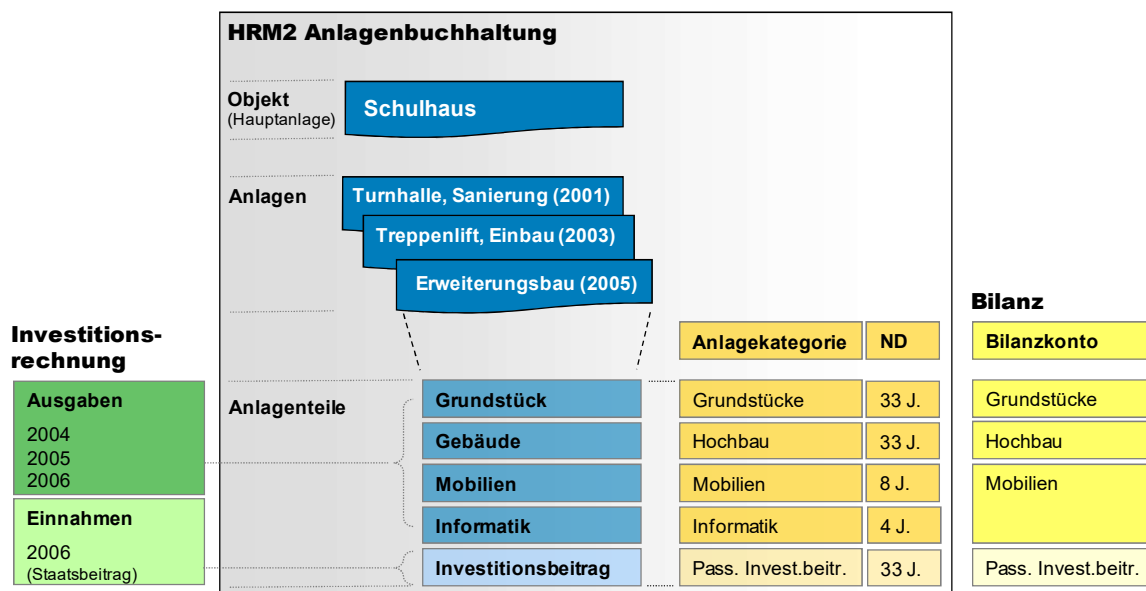 HRM2 Anlagenbuchhaltung
Objekt
(Hauptanlage)
Schulhaus
Anlagen
Turnhalle, Sanierung (2001)
Treppenlift, Einbau (2003)
Erweiterungsbau (2005)
Investitions-
rechnung
Bilanz
Anlagekategorie ND Bilanzkonto
Ausgaben
2004
2005
2006
Einnahmen
2006
(Staatsbeitrag)
Anlagenteile
Grundstück Grundstücke 33 J. Grundstücke
Gebäude Hochbau 33 J. Hochbau
Mobilien Mobilien 8 J. Mobilien
Informatik Informatik 4 J.
Investitionsbeitrag Pass. Invest.beitr. 33 J. Pass. Invest.beitr.